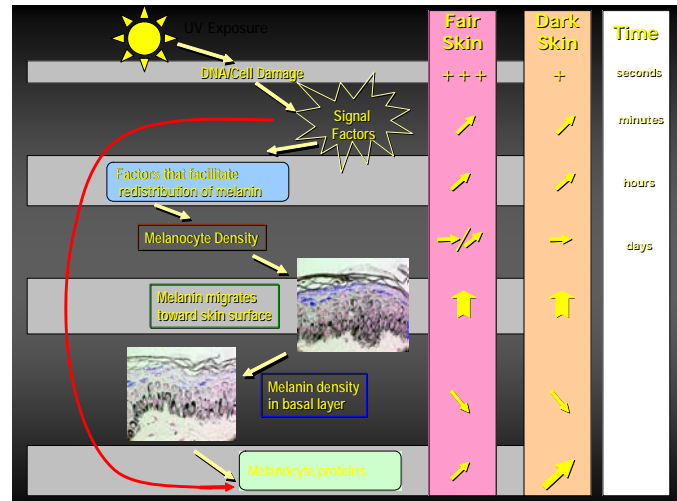 UV Exposure
Fair
Skin
Dark
Skin
Time
DNA/Cell Damage
+ + +
+
seconds
Signal
Factors
minutes
Factors that facilitate
redistribution of melanin
hours
Melanocyte Density
/
days
Melanin migrates
toward skin surface
Melanin density
in basal layer
Melanocyte proteins